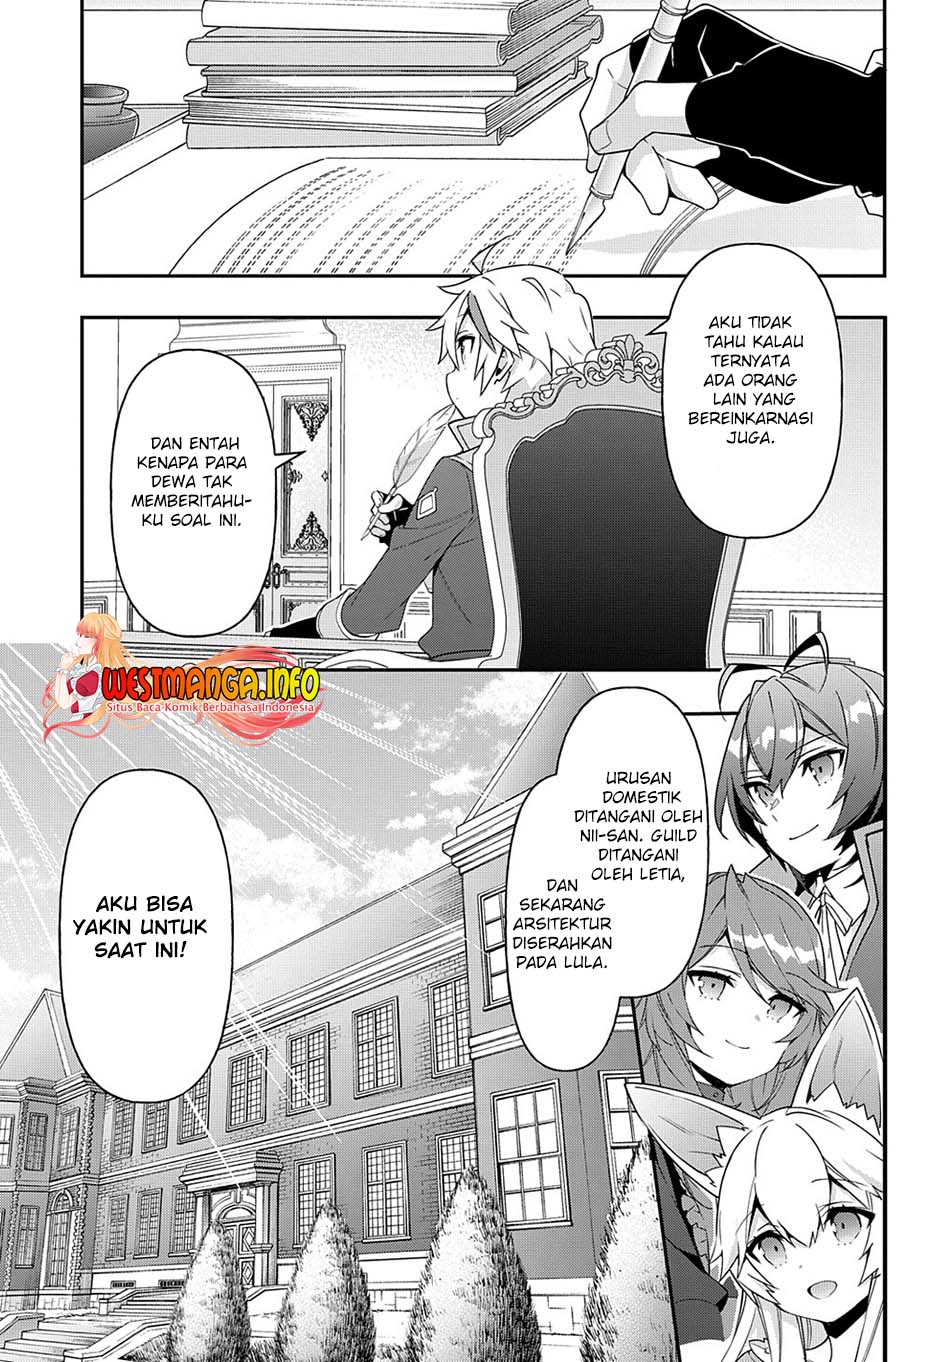 AKU TIDAK
TAHU KALAU
TERNYATA
ADA ORANG
LAIN YANG
BEREINKARNASI
JUGA.
DAN ENTAH
KENAPA PARA
DEWA TAK
MEMBERITAHU-
KU SOAL INI.
WESTMANGA.INFO
Situs Baca Komik Berbahasa Indonesia
URUSAN
DOMESTIK
DITANGANI OLEH
NII-SAN. GUILD
DITANGANI
OLEH LETIA,
DAN
SEKARANG
ARSITEKTUR
DISERAHKAN
PADA LULA.
AKU BISA
YAKIN UNTUK
SAAT INI!